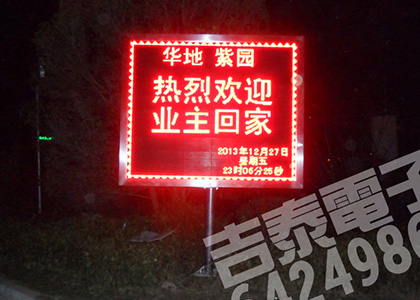 华地 紫园
热烈欢迎
业主回家
2013年12月27日
星期五
23时06分25秒
吉泰電子
6424986